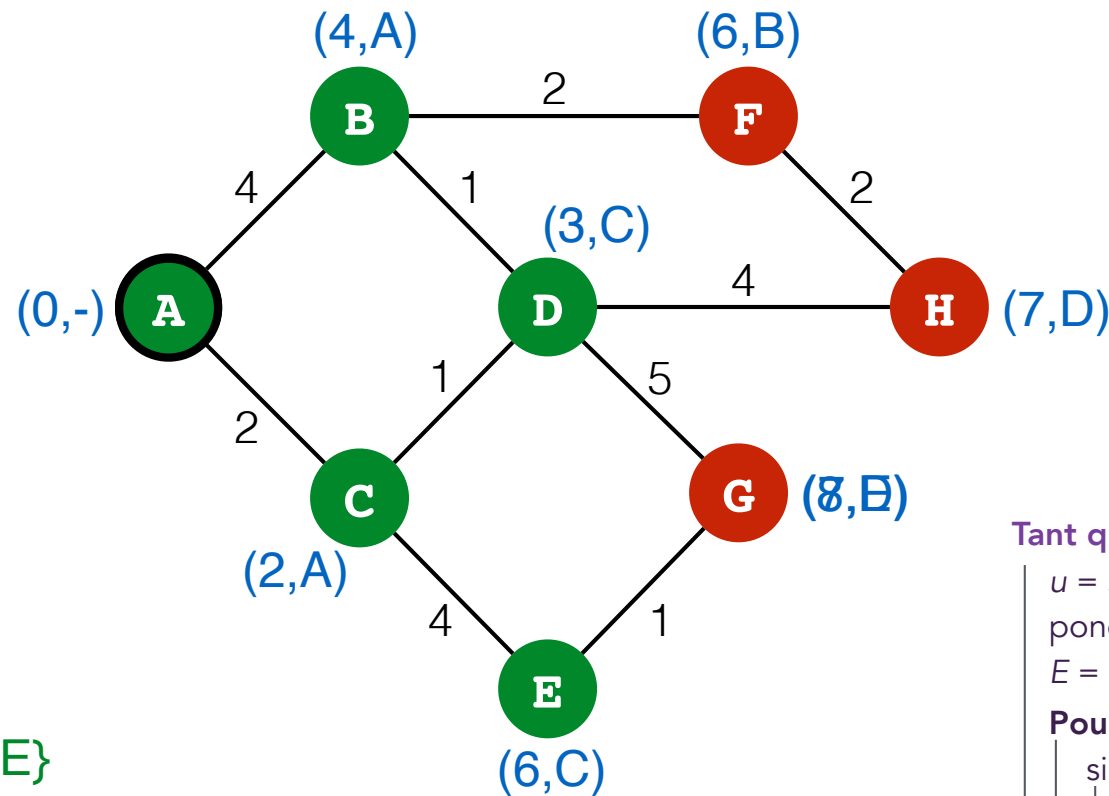 (4,A) (6,B)
B 2 F
4 1 2
(3,C)
(0,-) A D 4 H (7,D)
1 5
2
C G
(2,A)
4 1
E
(6,C)
E}
Tant q
u =
pond
E =
Pou
si